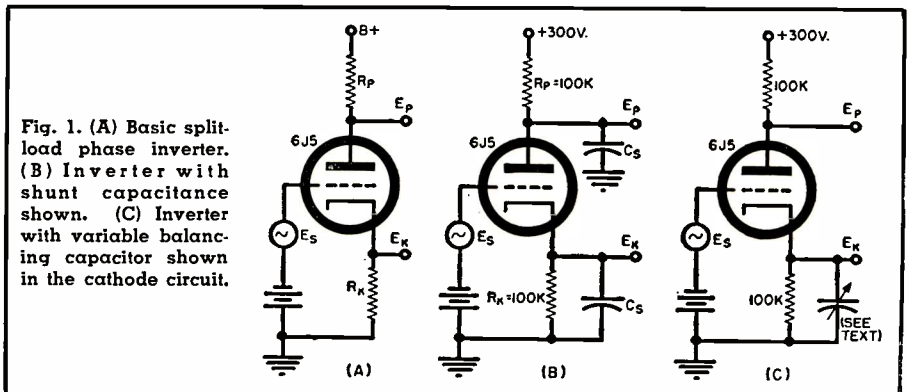 Fig. 1. (A) Basic split-
load phase inverter.
(B) Inverter with
shunt capacitance
shown. (C) Inverter
with variable balanc-
ing capacitor shown
in the cathode circuit.
B+
RP
EP
6J5
ES
EK
RK
(A)
+300V.
RP=100K
EP
6J5
CS
ES
EK
RK=100K
CS
(B)
+300V.
100K
EP
6J5
ES
EK
100K
(SEE
TEXT)
(C)